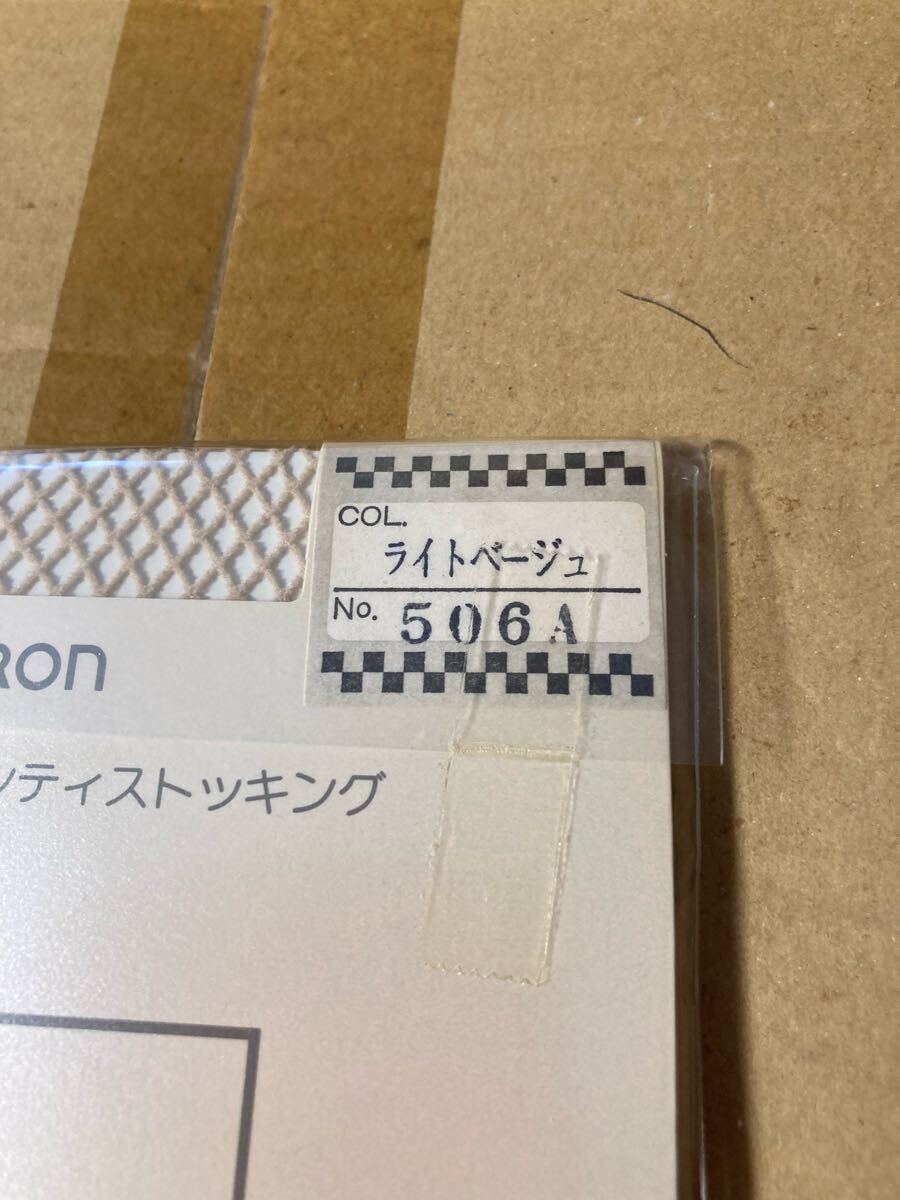 COL.
ライトベージュ
No. 506A
RON
ンティストッキング